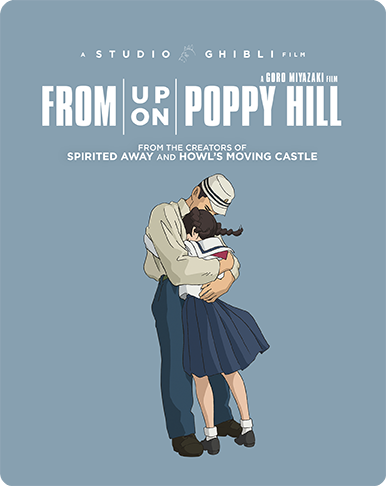 A STUDIO GHIBLI FILM
A GORO MIYAZAKI FILM
FROM UP ON POPPY HILL
FROM THE CREATORS OF
SPIRITED AWAY AND HOWL'S MOVING CASTLE